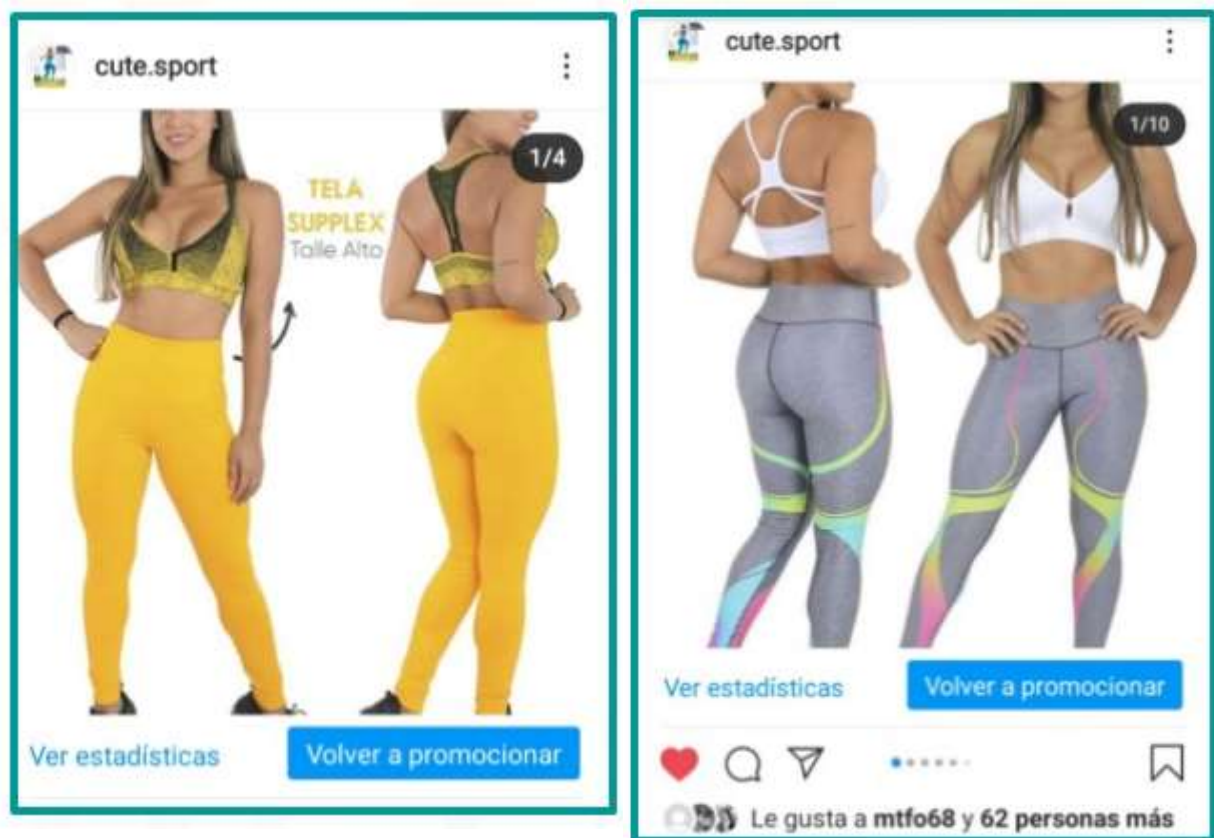 cute.sport
1/4
TELA
SUPPLEX
Talle Alto
Ver estadísticas
Volver a promocionar
cute.sport
1/10
Ver estadísticas
Volver a promocionar
Le gusta a mtfo68 y 62 personas más